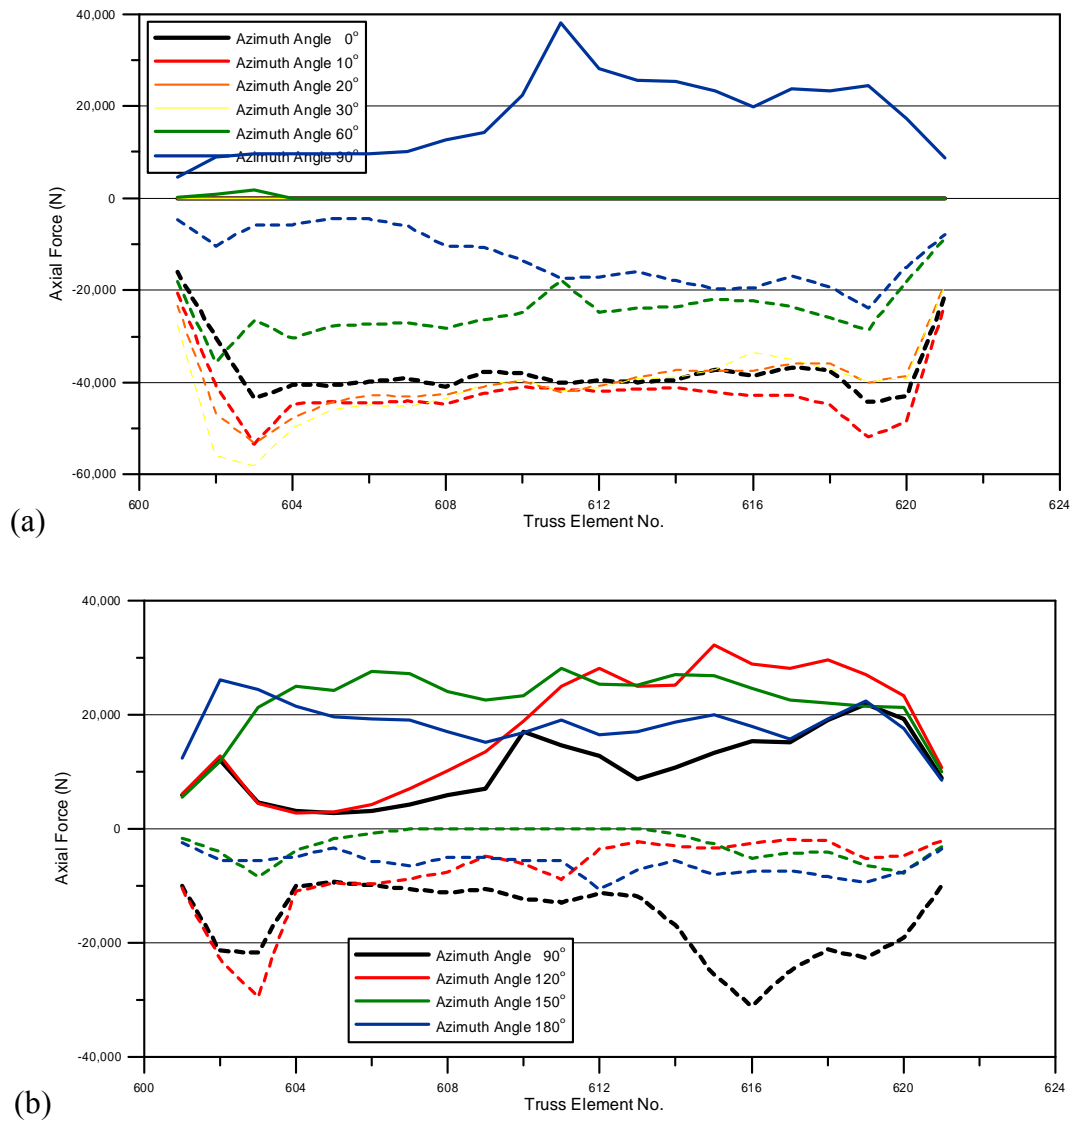 40,000
20,000
0
-20,000
-40,000
-60,000
Axial Force (N)
Azimuth Angle 0°
Azimuth Angle 10°
Azimuth Angle 20°
Azimuth Angle 30°
Azimuth Angle 60°
Azimuth Angle 90°
600 604 608 612 616 620 624
Truss Element No.
(a)
40,000
20,000
0
-20,000
-40,000
Axial Force (N)
Azimuth Angle 90°
Azimuth Angle 120°
Azimuth Angle 150°
Azimuth Angle 180°
600 604 608 612 616 620 624
Truss Element No.
(b)